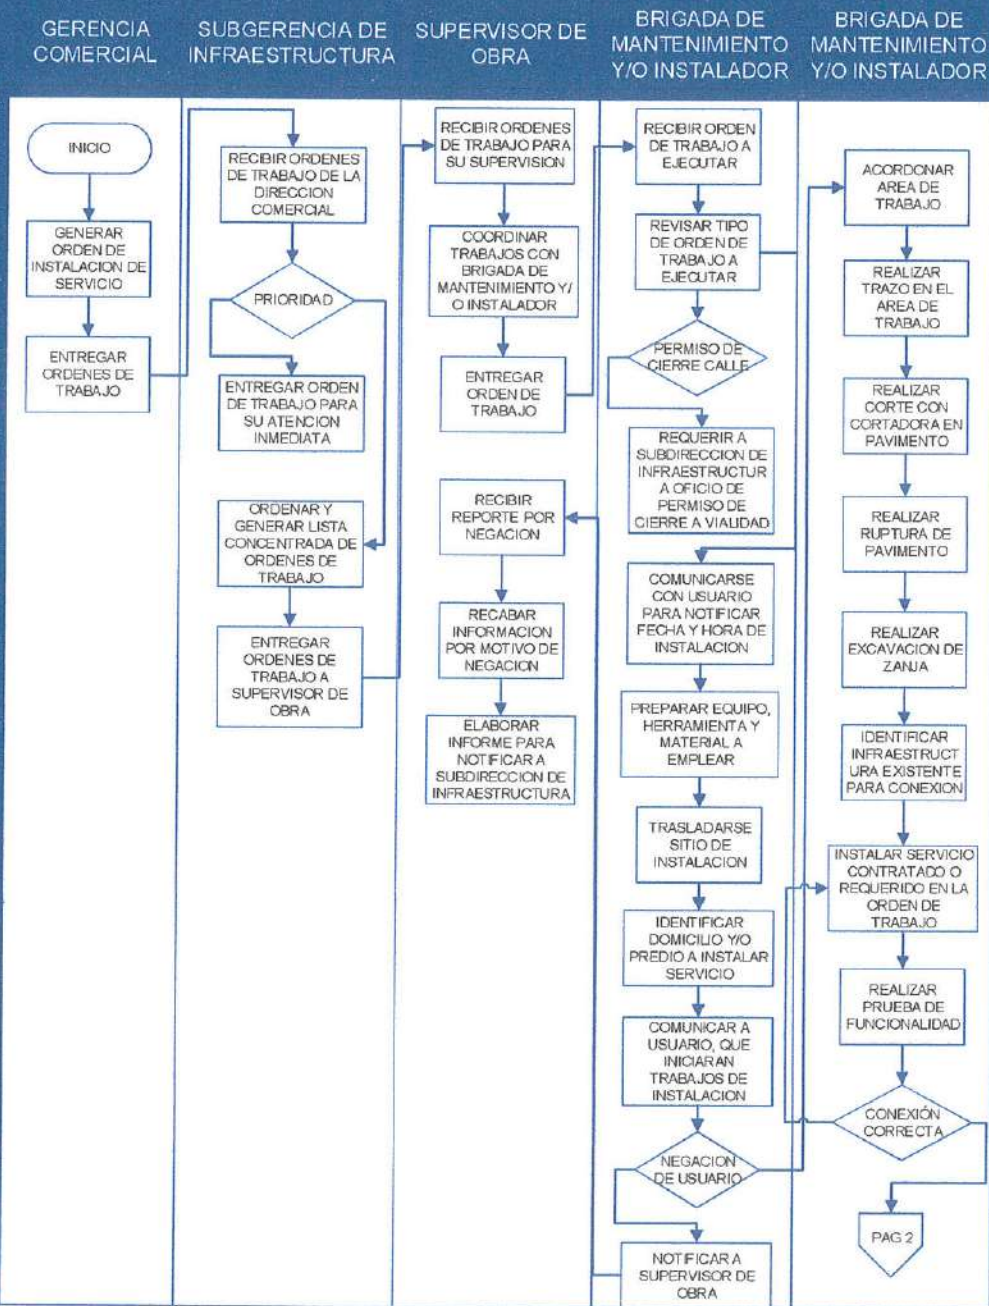 GERENCIA
COMERCIAL
SUBGERENCIA DE
INFRAESTRUCTURA
SUPERVISOR DE
OBRA
BRIGADA DE
MANTENIMIENTO
Y/O INSTALADOR
BRIGADA DE
MANTENIMIENTO
Y/O INSTALADOR
INICIO
GENERAR
ORDEN DE
INSTALACION DE
SERVICIO
ENTREGAR
ORDENES DE
TRABAJO
RECIBIR ORDENES
DE TRABAJO DE LA
DIRECCION
COMERCIAL
PRIORIDAD
ENTREGAR ORDEN
DE TRABAJO PARA
SU ATENCION
INMEDIATA
ORDENAR Y
GENERAR LISTA
CONCENTRADA DE
ORDENES DE
TRABAJO
ENTREGAR
ORDENES DE
TRABAJO A
SUPERVISOR DE
OBRA
RECIBIR ORDENES
DE TRABAJO PARA
SU SUPERVISION
COORDINAR
TRABAJOS CON
BRIGADA DE
MANTENIMIENTO Y/
O INSTALADOR
ENTREGAR
ORDEN DE
TRABAJO
RECIBIR
REPORTE POR
NEGACION
RECABAR
INFORMACION
POR MOTIVO DE
NEGACION
ELABORAR
INFORME PARA
NOTIFICAR A
SUBDIRECCION DE
INFRAESTRUCTURA
RECIBIR ORDEN
DE TRABAJO A
EJECUTAR
REVISAR TIPO
DE ORDEN DE
TRABAJO A
EJECUTAR
PERMISO DE
CIERRE CALLE
REQUERIR A
SUBDIRECCION DE
INFRAESTRUCTUR
A OFICIO DE
PERMISO DE
CIERRE A VIALIDAD
COMUNICARSE
CON USUARIO
PARA NOTIFICAR
FECHA Y HORA DE
INSTALACION
PREPARAR EQUIPO,
HERRAMIENTA Y
MATERIAL A
EMPLEAR
TRASLADARSE
SITIO DE
INSTALACION
IDENTIFICAR
DOMICILIO Y/O
PREDIO A INSTALAR
SERVICIO
COMUNICAR A
USUARIO, QUE
INICIARAN
TRABAJOS DE
INSTALACION
NEGACION
DE USUARIO
NOTIFICAR A
SUPERVISOR DE
OBRA
ACORDONAR
AREA DE
TRABAJO
REALIZAR
TRAZO EN EL
AREA DE
TRABAJO
REALIZAR
CORTE CON
CORTADORA EN
PAVIMENTO
REALIZAR
RUPTURA DE
PAVIMENTO
REALIZAR
EXCAVACION DE
ZANJA
IDENTIFICAR
INFRAESTRUCT
URA EXISTENTE
PARA CONEXION
INSTALAR SERVICIO
CONTRATADO O
REQUERIDO EN LA
ORDEN DE
TRABAJO
REALIZAR
PRUEBA DE
FUNCIONALIDAD
CONEXIÓN
CORRECTA
PAG 2